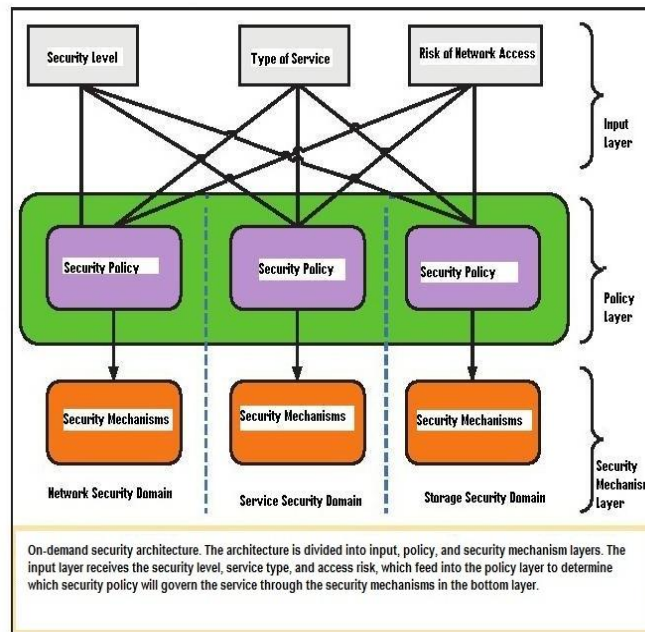 Security Level
Type of Service
Risk of Network Access
Input
Layer
Security Policy
Security Policy
Security Policy
Policy
Layer
Security Mechanisms
Security Mechanisms
Security Mechanisms
Security
Mechanism
Layer
Network Security Domain
Service Security Domain
Storage Security Domain
On-demand security architecture. The architecture is divided into input, policy, and security mechanism layers. The
input layer receives the security level, service type, and access risk, which feed into the policy layer to determine
which security policy will govern the service through the security mechanisms in the bottom layer.